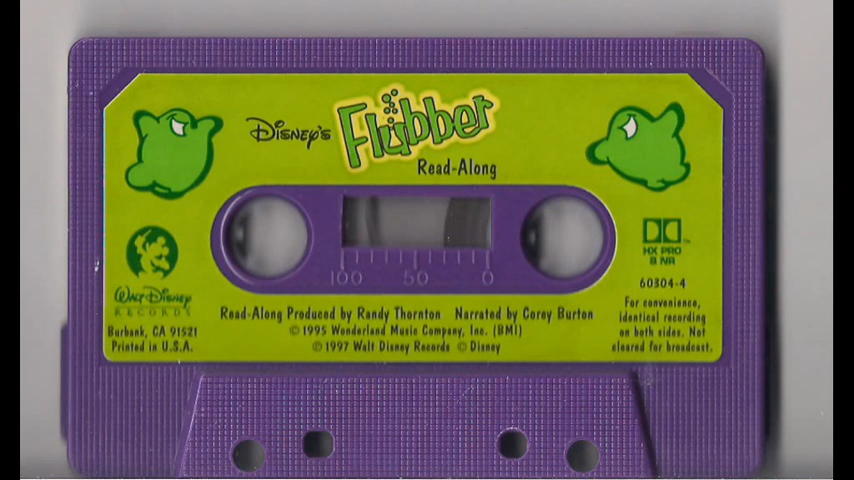 Disney's
Flubber
Read-Along
HX PRO
B NR
100 50 0
60304-4
Walt Disney
RECORDS
Burbank, CA 91521
Printed in U.S.A.
Read-Along Produced by Randy Thornton Narrated by Corey Burton
©1995 Wonderland Music Company, Inc. (BMI)
©1997 Walt Disney Records © Disney
For convenience,
identical recording
on both sides. Not
cleared for broadcast.